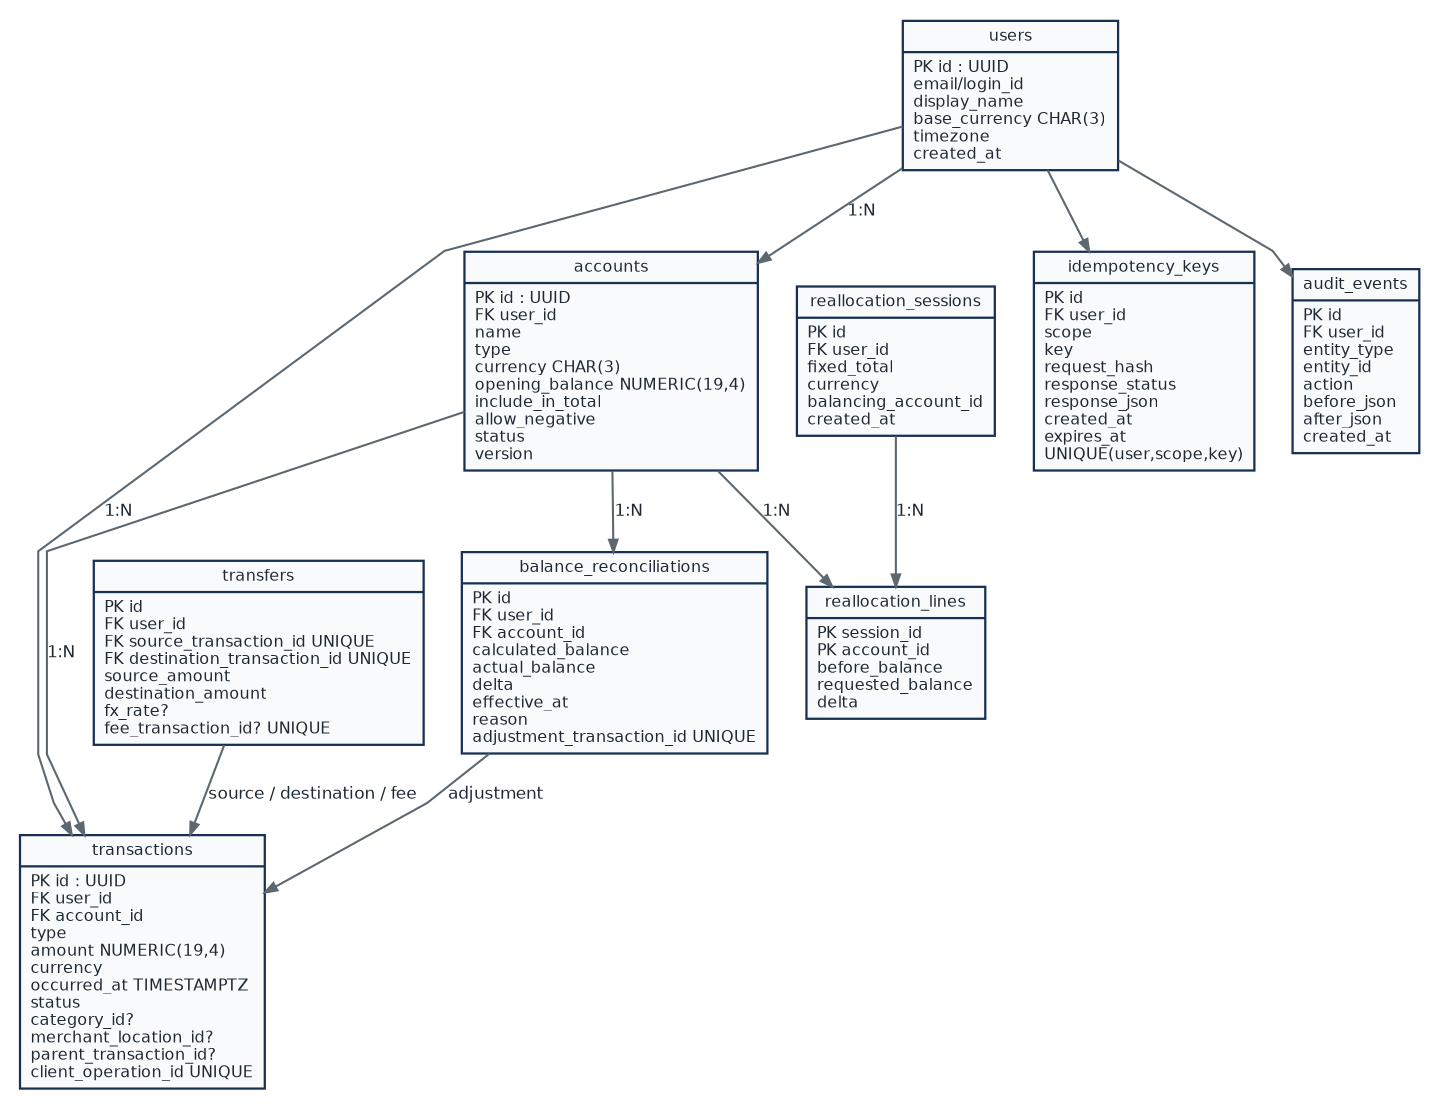 users
PK id : UUID
email/login_id
display_name
base_currency CHAR(3)
timezone
created_at
1:N
accounts
PK id : UUID
FK user_id
name
type
currency CHAR(3)
opening_balance NUMERIC(19,4)
include_in_total
allow_negative
status
version
reallocation_sessions
PK id
FK user_id
fixed_total
currency
balancing_account_id
created_at
idempotency_keys
PK id
FK user_id
scope
key
request_hash
response_status
response_json
created_at
expires_at
UNIQUE(user,scope,key)
audit_events
PK id
FK user_id
entity_type
entity_id
action
before_json
after_json
created_at
1:N
1:N
1:N
1:N
1:N
transfers
PK id
FK user_id
FK source_transaction_id UNIQUE
FK destination_transaction_id UNIQUE
source_amount
destination_amount
fx_rate?
fee_transaction_id? UNIQUE
balance_reconciliations
PK id
FK user_id
FK account_id
calculated_balance
actual_balance
delta
effective_at
reason
adjustment_transaction_id UNIQUE
reallocation_lines
PK session_id
PK account_id
before_balance
requested_balance
delta
source / destination / fee
adjustment
transactions
PK id : UUID
FK user_id
FK account_id
type
amount NUMERIC(19,4)
currency
occurred_at TIMESTAMPTZ
status
category_id?
merchant_location_id?
parent_transaction_id?
client_operation_id UNIQUE